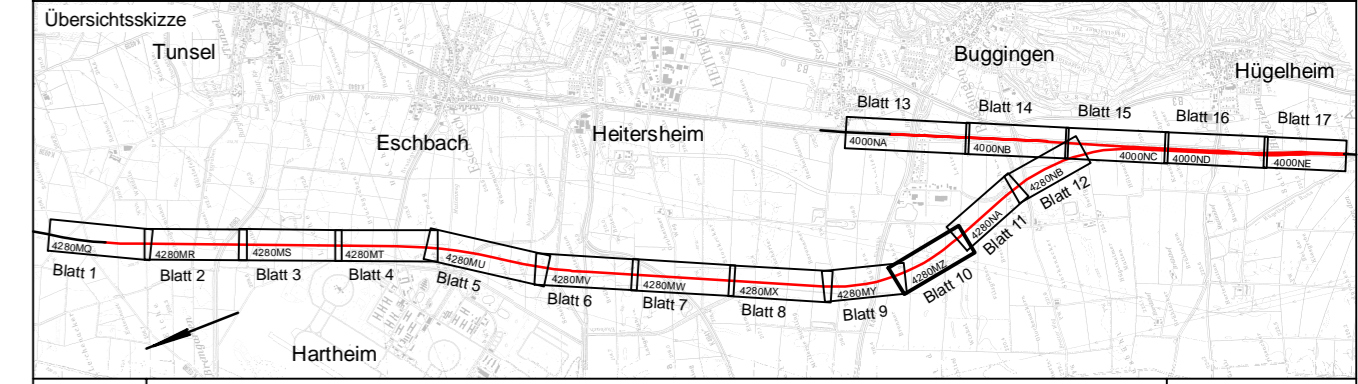 Übersichtsskizze
Tunsel
Buggingen
Hügelheim
Eschbach
Heitersheim
Hartheim
HEITERSHEIM
Blatt 13
Blatt 14
Blatt 15
Blatt 16
Blatt 17
4000NA
4000NB
4000NC
4000ND
4000NE
4280MQ
4280MR
4280MS
4280MT
4280MU
4280MV
4280MW
4280MX
4280MY
4280MZ
4280NA
4280NB
Blatt 1
Blatt 2
Blatt 3
Blatt 4
Blatt 5
Blatt 6
Blatt 7
Blatt 8
Blatt 9
Blatt 10
Blatt 11
Blatt 12